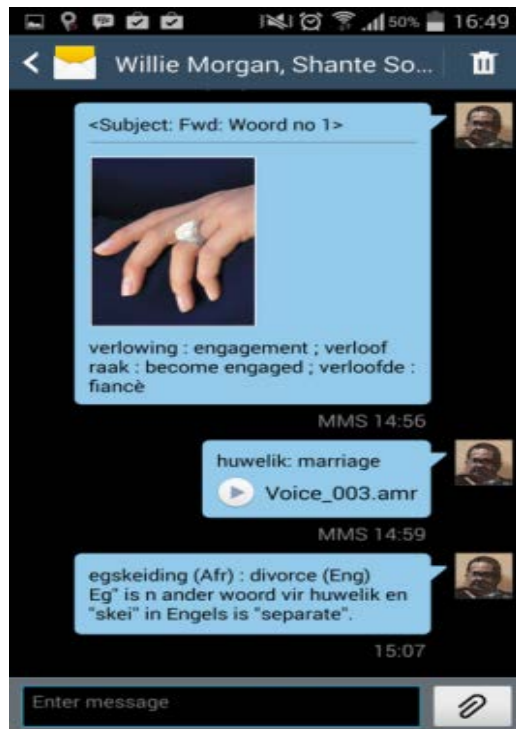 50% 16:49
Willie Morgan, Shante So...
<Subject: Fwd: Woord no 1>
verlowing : engagement ; verloof
raak : become engaged ; verloofde :
fiancè
MMS 14:56
huwelik: marriage
Voice_003.amr
MMS 14:59
egskeiding (Afr) : divorce (Eng)
Eg" is n ander woord vir huwelik en
"skei" in Engels is "separate".
15:07
Enter message